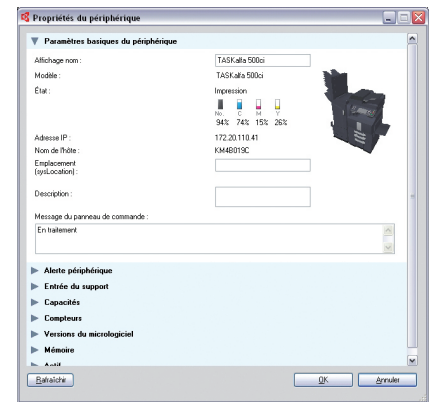 Propriétés du périphérique
Paramètres basiques du périphérique
Affichage nom :
TASKalfa 500ci
Modèle :
TASKalfa 500ci
État :
Impression
No. C M Y
94% 74% 15% 26%
Adresse IP :
172.20.110.41
Nom de l'hôte :
KM4B019C
Emplacement
(sysLocation) :
Description :
Message du panneau de commande :
En traitement
Alerte périphérique
Entrée du support
Capacités
Compteurs
Versions du micrologiciel
Mémoire
Actif
Rafraîchir
OK
Annuler